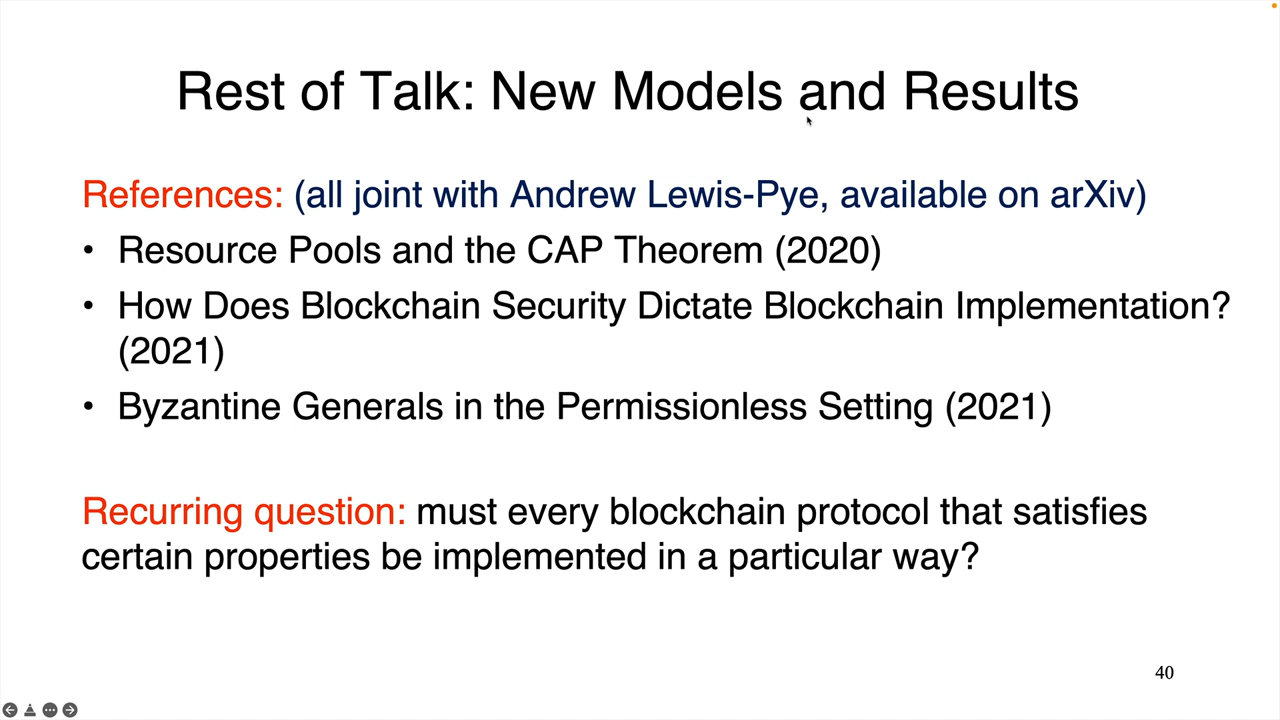 Rest of Talk: New Models and Results
References: (all joint with Andrew Lewis-Pye, available on arXiv)
• Resource Pools and the CAP Theorem (2020)
• How Does Blockchain Security Dictate Blockchain Implementation?
(2021)
• Byzantine Generals in the Permissionless Setting (2021)
Recurring question: must every blockchain protocol that satisfies
certain properties be implemented in a particular way?
40